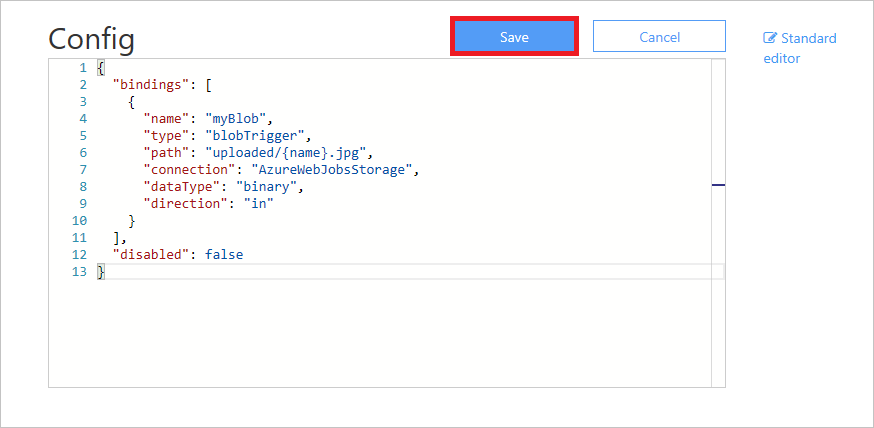 Config
Save
Cancel
Standard
editor
1 {
2 "bindings": [
3 {
4 "name": "myBlob",
5 "type": "blobTrigger",
6 "path": "uploaded/{name}.jpg",
7 "connection": "AzureWebJobsStorage",
8 "dataType": "binary",
9 "direction": "in"
10 }
11 ],
12 "disabled": false
13 }